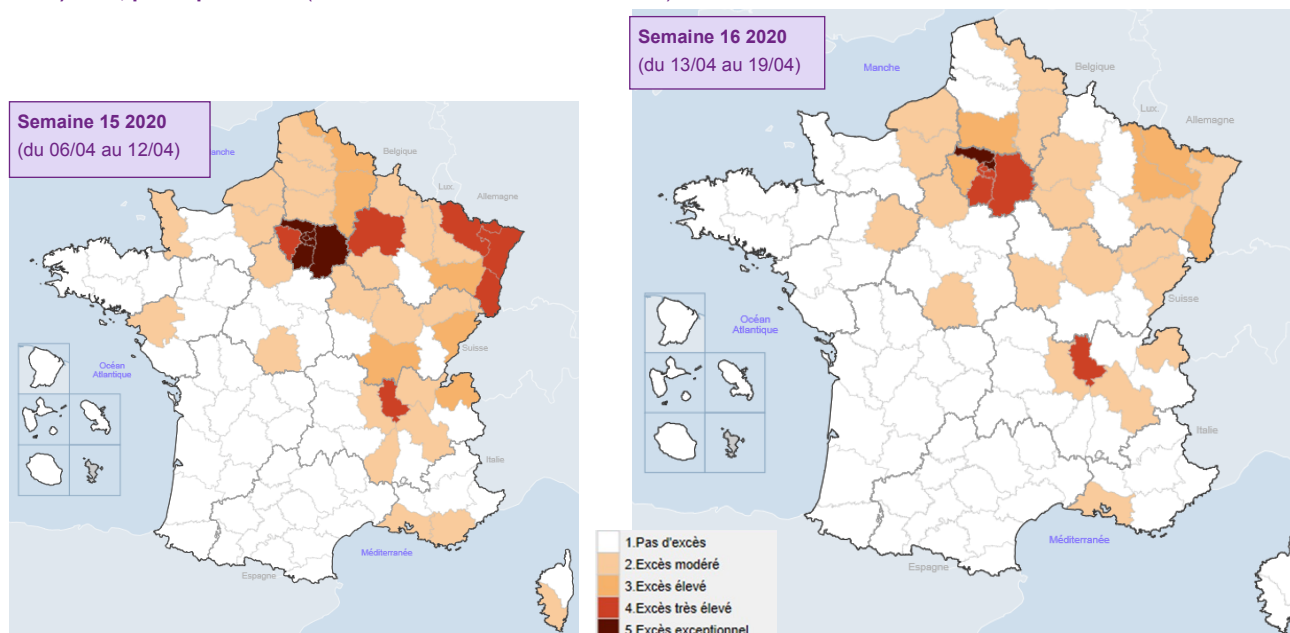 Semaine 15 2020
(du 06/04 au 12/04)
anche
Belgique
Lux.
Allemagne
Suisse
Océan
Atlantique
Italie
Méditerranée
Espagne
Semaine 16 2020
(du 13/04 au 19/04)
Manche
Belgique
Lux.
Allemagne
Suisse
Océan
Atlantique
Italie
Méditerranée
Espagne
1.Pas d'excès
2.Excès modéré
3.Excès élevé
4.Excès très élevé
5.Excès exceptionnel